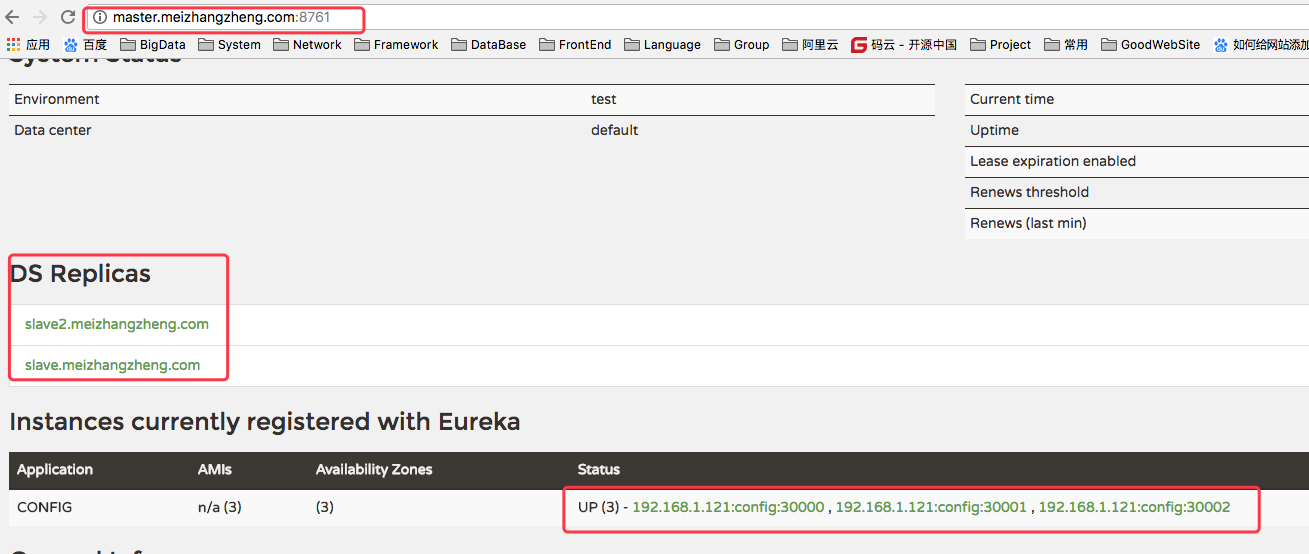 master.meizhangzheng.com:8761
应用 百度 BigData System Network Framework DataBase FrontEnd Language Group 阿里云 码云 - 开源中国 Project 常用 GoodWebSite 如何给网站添加
System Status
Environment test Current time
Data center default Uptime
Lease expiration enabled
Renews threshold
Renews (last min)
DS Replicas
slave2.meizhangzheng.com
slave.meizhangzheng.com
Instances currently registered with Eureka
Application AMIs Availability Zones Status
CONFIG n/a (3) (3) UP (3) - 192.168.1.121:config:30000 , 192.168.1.121:config:30001 , 192.168.1.121:config:30002